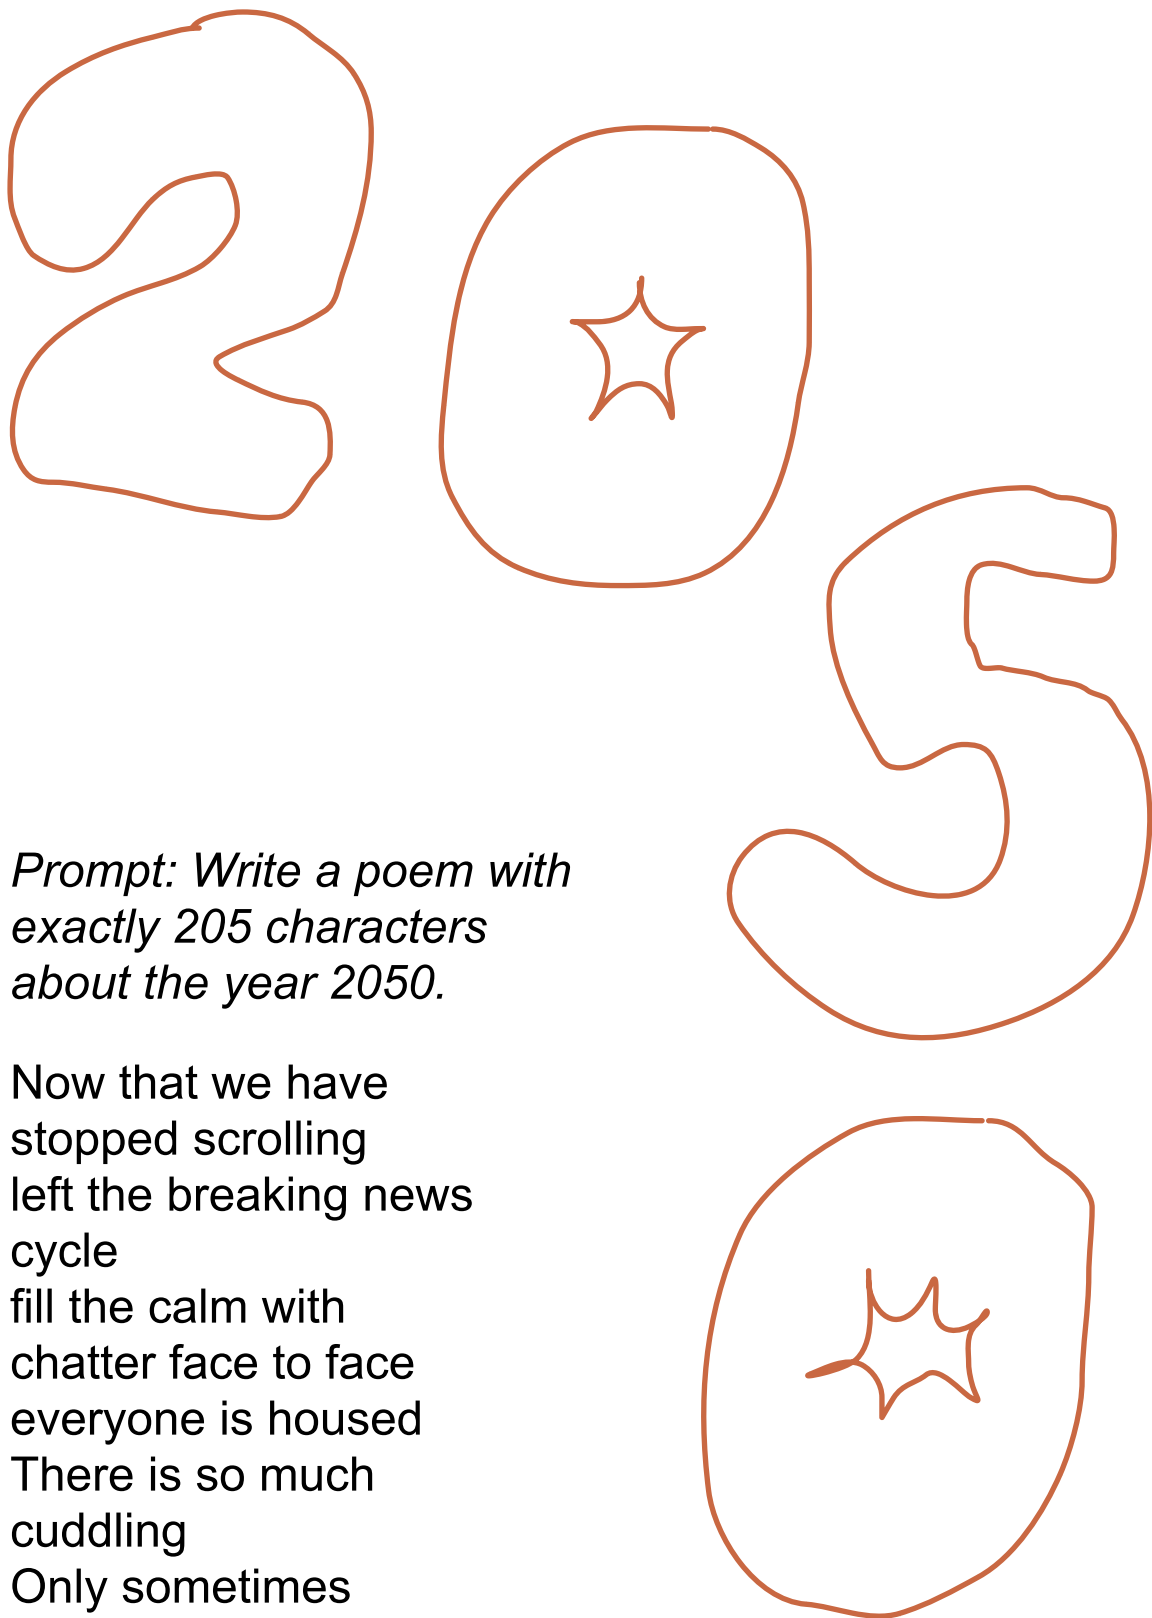 2050
Prompt: Write a poem with
exactly 205 characters
about the year 2050.
Now that we have
stopped scrolling
left the breaking news
cycle
fill the calm with
chatter face to face
everyone is housed
There is so much
cuddling
Only sometimes